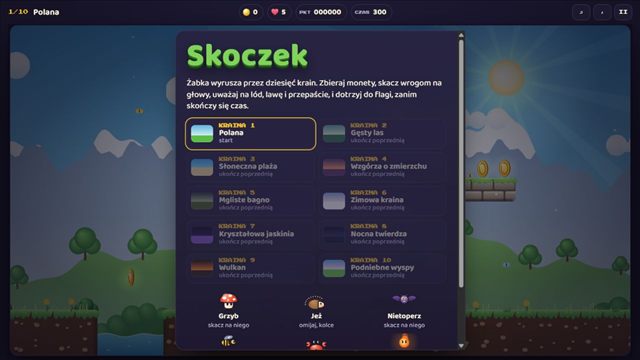 1/10 Polana
0
5
PKT 000000
CZAS 300
Skoczek
Żabka wyrusza przez dziesięć krain. Zbieraj monety, skacz wrogom na
głowy, uważaj na lód, lawę i przepaście, i dotrzyj do flagi, zanim
skończy się czas.
KRAINA 1
Polana
start
KRAINA 2
Gęsty las
ukończ poprzednią
KRAINA 3
Słoneczna plaża
ukończ poprzednią
KRAINA 4
Wzgórza o zmierzchu
ukończ poprzednią
KRAINA 5
Mgliste bagno
ukończ poprzednią
KRAINA 6
Zimowa kraina
ukończ poprzednią
KRAINA 7
Kryształowa jaskinia
ukończ poprzednią
KRAINA 8
Nocna twierdza
ukończ poprzednią
KRAINA 9
Wulkan
ukończ poprzednią
KRAINA 10
Podniebne wyspy
ukończ poprzednią
Grzyb
skacz na niego
Jeż
omijaj, kolce
Nietoperz
skacz na niego